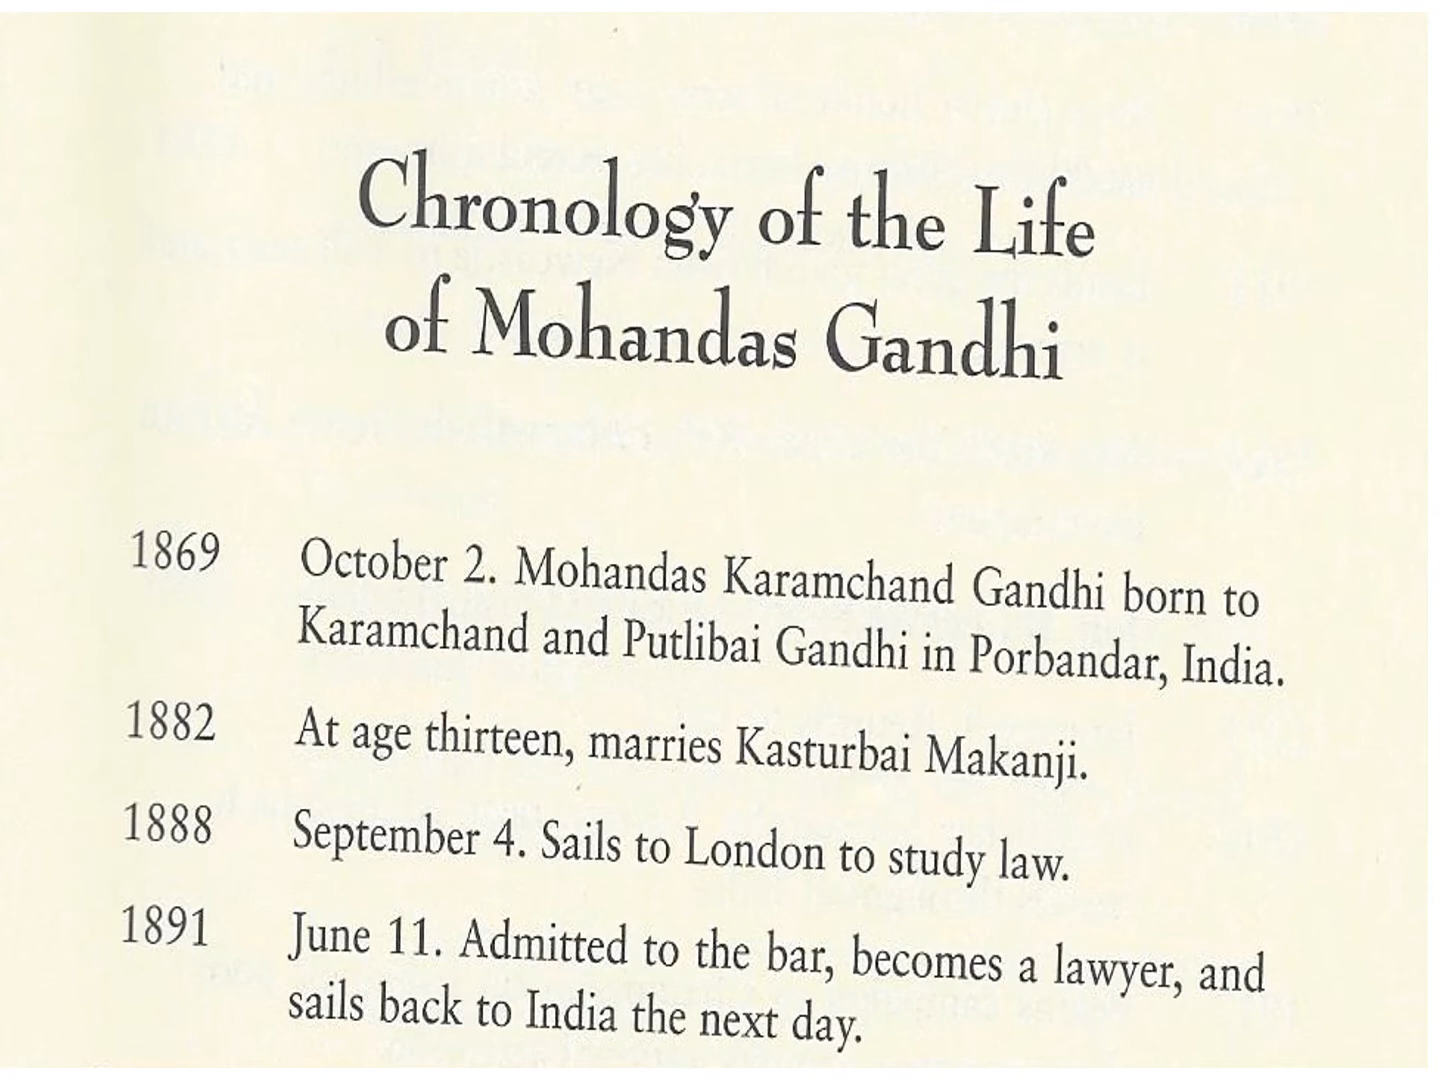 Chronology of the Life
of Mohandas Gandhi
1869 October 2. Mohandas Karamchand Gandhi born to
Karamchand and Putlibai Gandhi in Porbandar, India.
1882 At age thirteen, marries Kasturbai Makanji.
1888 September 4. Sails to London to study law.
1891 June 11. Admitted to the bar, becomes a lawyer, and
sails back to India the next day.